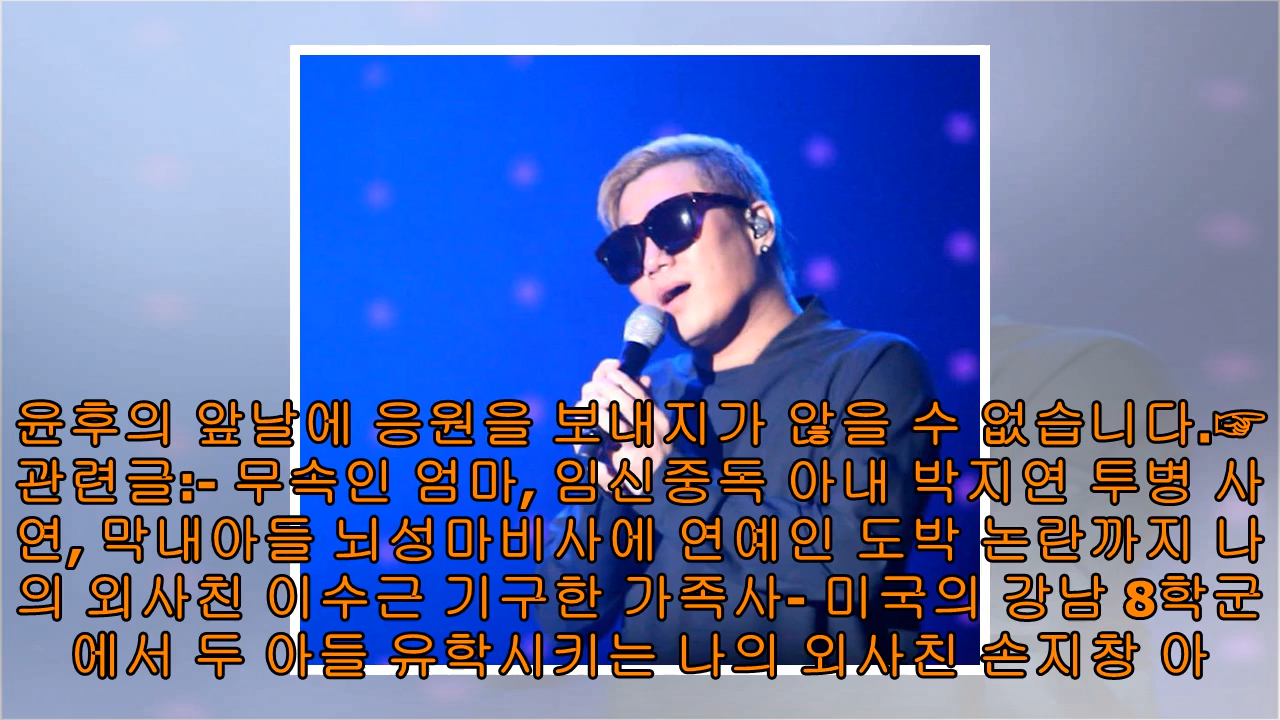 윤후의 앞날에 응원을 보내지가 않을 수 없습니다.☞
관련글:- 무속인 엄마, 임신중독 아내 박지연 투병 사
연, 막내아들 뇌성마비사에 연예인 도박 논란까지 나
의 외사친 이수근 기구한 가족사- 미국의 강남 8학군
에서 두 아들 유학시키는 나의 외사친 손지창 아